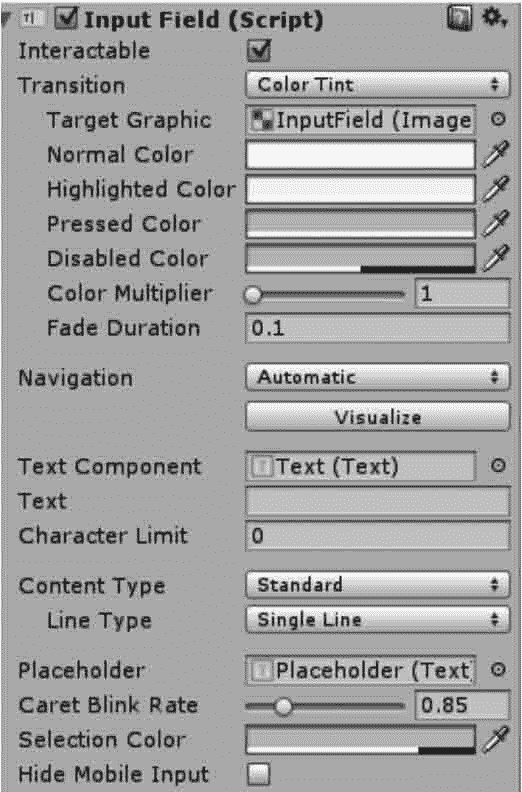 Input Field (Script)
Interactable
Transition Color Tint
Target Graphic InputField (Image
Normal Color
Highlighted Color
Pressed Color
Disabled Color
Color Multiplier 1
Fade Duration 0.1
Navigation Automatic
Visualize
Text Component Text (Text)
Text
Character Limit 0
Content Type Standard
Line Type Single Line
Placeholder Placeholder (Text)
Caret Blink Rate 0.85
Selection Color
Hide Mobile Input